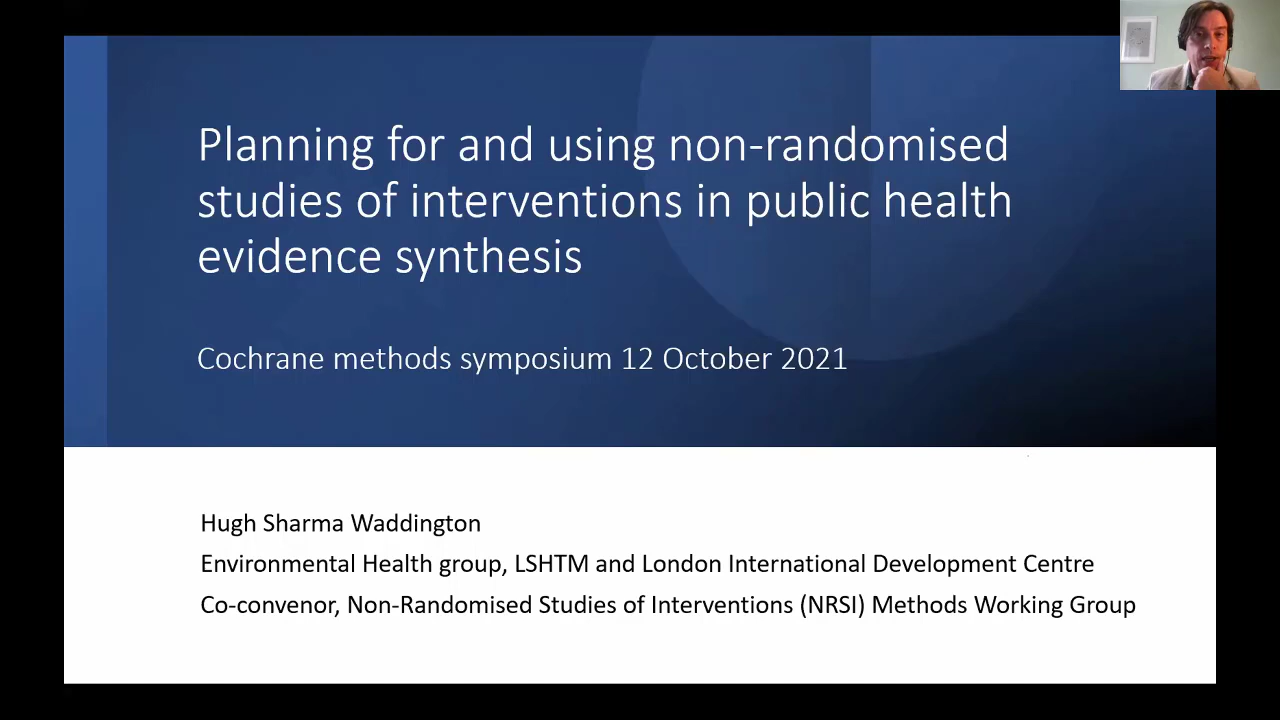 Planning for and using non-randomised
studies of interventions in public health
evidence synthesis
Cochrane methods symposium 12 October 2021
Hugh Sharma Waddington
Environmental Health group, LSHTM and London International Development Centre
Co-convenor, Non-Randomised Studies of Interventions (NRSI) Methods Working Group